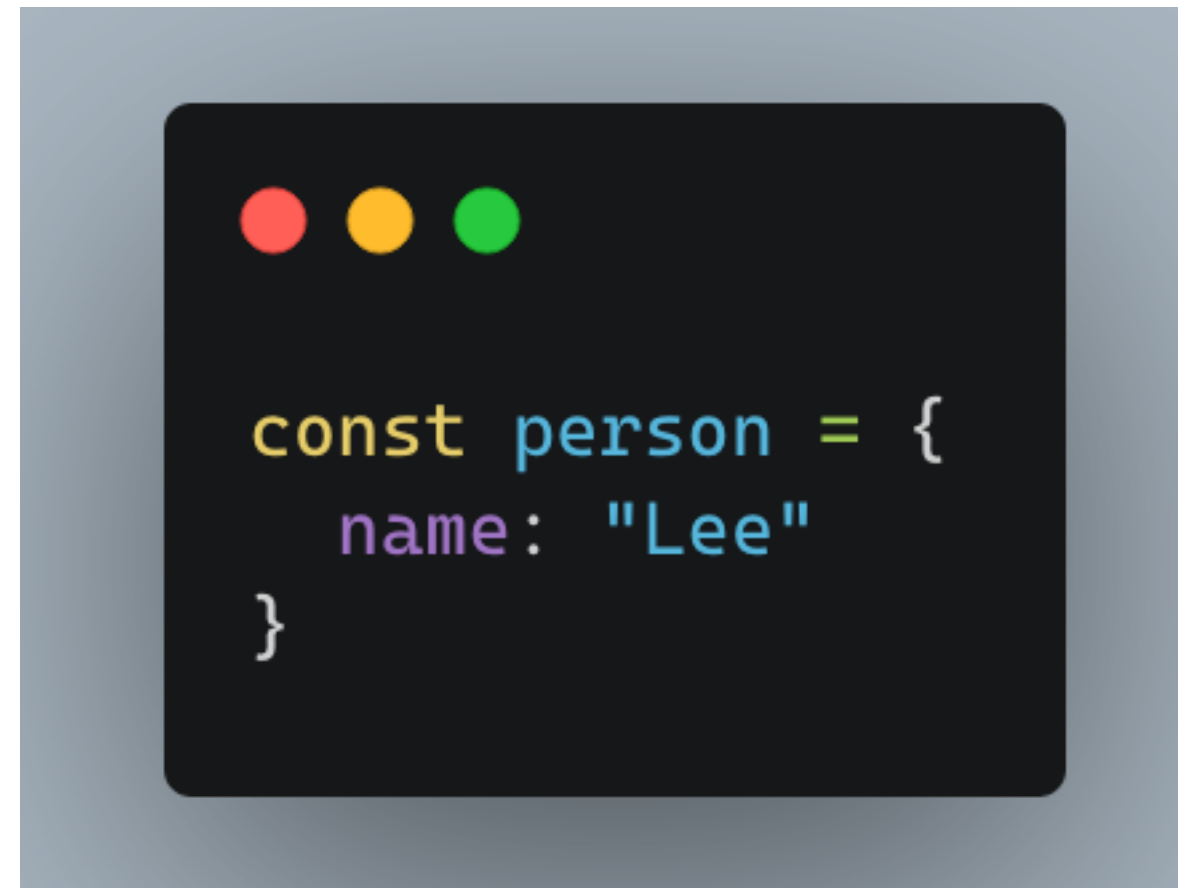 const person = {
  name: "Lee"
}